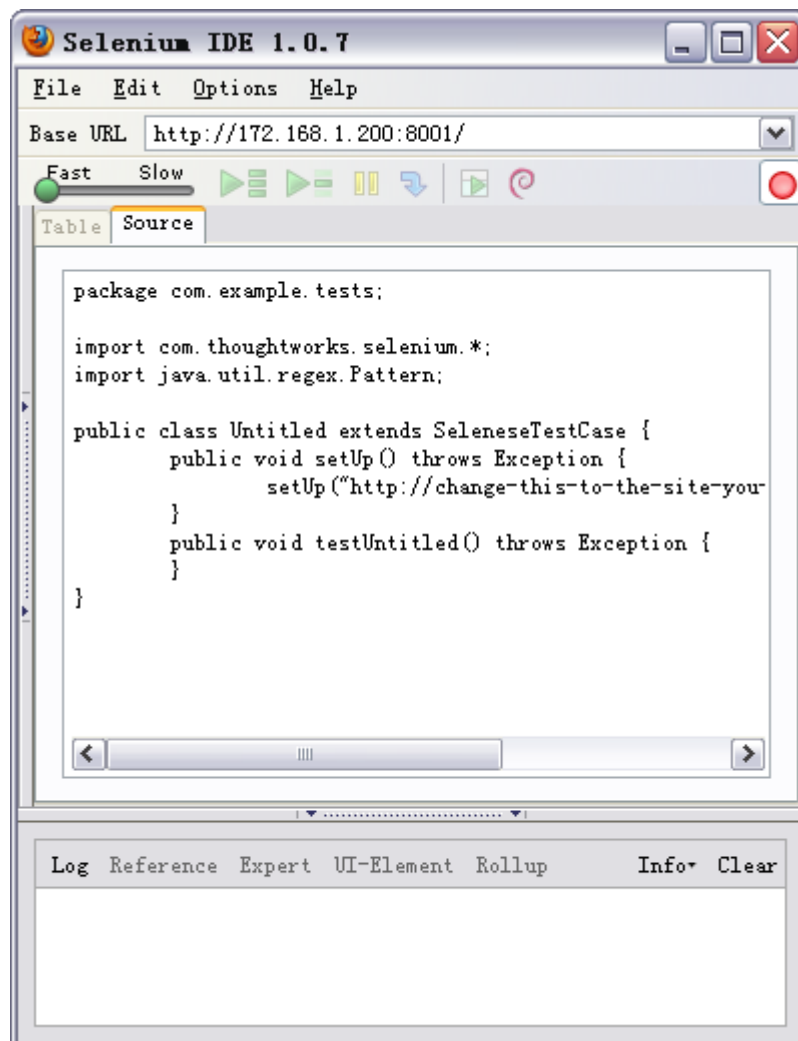 Selenium IDE 1.0.7
File Edit Options Help
Base URL http://172.168.1.200:8001/
Fast Slow
Table Source
package com.example.tests;
import com.thoughtworks.selenium.*;
import java.util.regex.Pattern;
public class Untitled extends SeleneseTestCase {
public void setUp() throws Exception {
setUp("http://change-this-to-the-site-you-
}
public void testUntitled() throws Exception {
}
}
Log Reference Expert UI-Element Rollup Info Clear